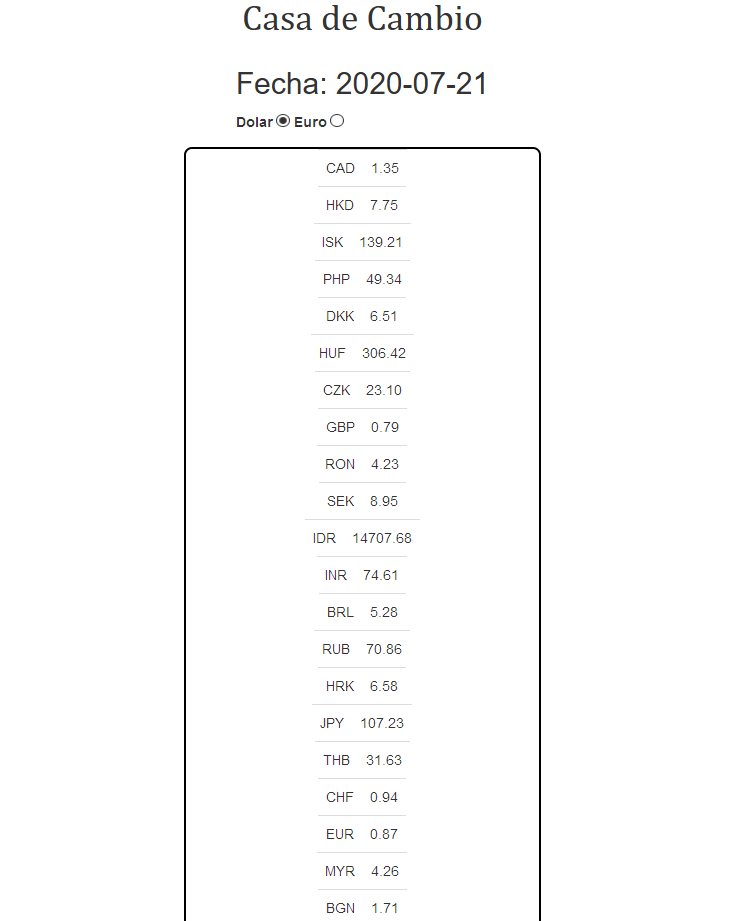 Casa de Cambio
Fecha: 2020-07-21
Dolar Euro
CAD 1.35
HKD 7.75
ISK 139.21
PHP 49.34
DKK 6.51
HUF 306.42
CZK 23.10
GBP 0.79
RON 4.23
SEK 8.95
IDR 14707.68
INR 74.61
BRL 5.28
RUB 70.86
HRK 6.58
JPY 107.23
THB 31.63
CHF 0.94
EUR 0.87
MYR 4.26
BGN 1.71